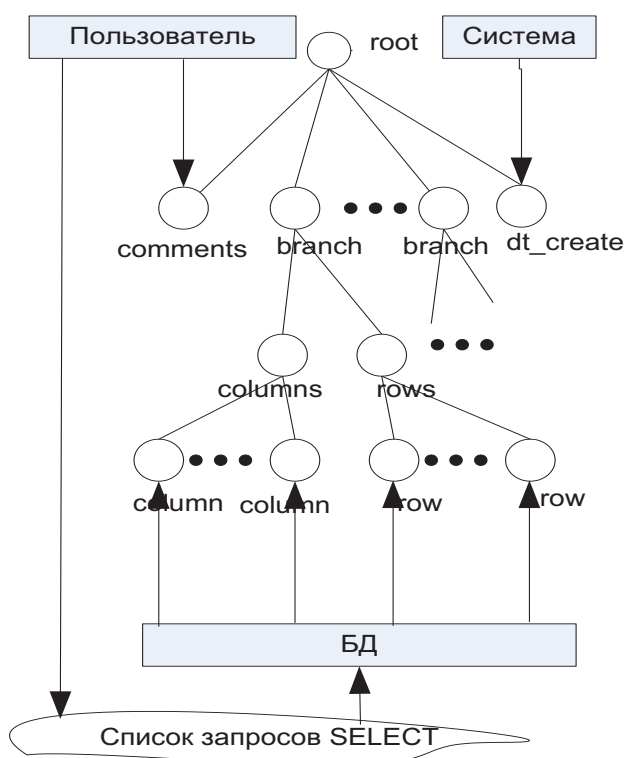 Пользователь
root
Система
comments
branch
branch
dt_create
columns
rows
column
column
row
row
БД
Список запросов SELECT